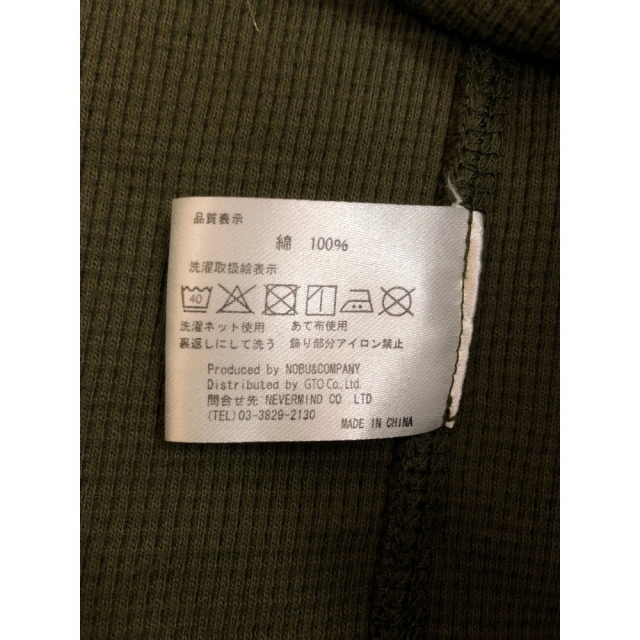 品質表示
綿 100%
洗濯取扱絵表示
40
洗濯ネット使用 あて布使用
裏返しにして洗う 飾り部分アイロン禁止
Produced by NOBU&COMPANY
Distributed by GTO Co., Ltd.
問合せ先 NEVERMIND CO LTD
(TEL)03-3829-2130
MADE IN CHINA